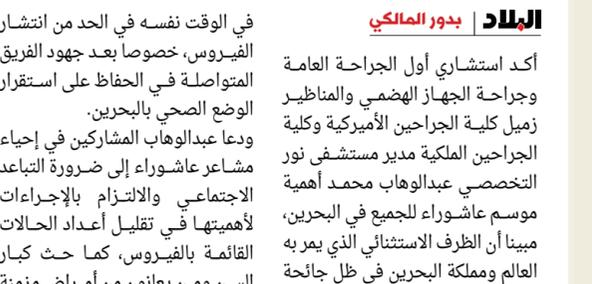 البلاد | بدور المالكي
أكد استشاري أول الجراحة العامة
وجراحة الجهاز الهضمي والمناظير
زميل كلية الجراحين الأميركية وكلية
الجراحين الملكية مدير مستشفى نور
التخصصي عبدالوهاب محمد أهمية
موسم عاشوراء للجميع في البحرين،
مبينا أن الظرف الاستثنائي الذي يمر به
العالم ومملكة البحرين في ظل جائحة
في الوقت نفسه في الحد من انتشار
الفيروس، خصوصا بعد جهود الفريق
المتواصلة في الحفاظ على استقرار
الوضع الصحي بالبحرين.
ودعا عبدالوهاب المشاركين في إحياء
مشاعر عاشوراء إلى ضرورة التباعد
الاجتماعي والالتزام بالإجراءات
لأهميتها في تقليل أعداد الحالات
القائمة بالفيروس، كما حث كبار